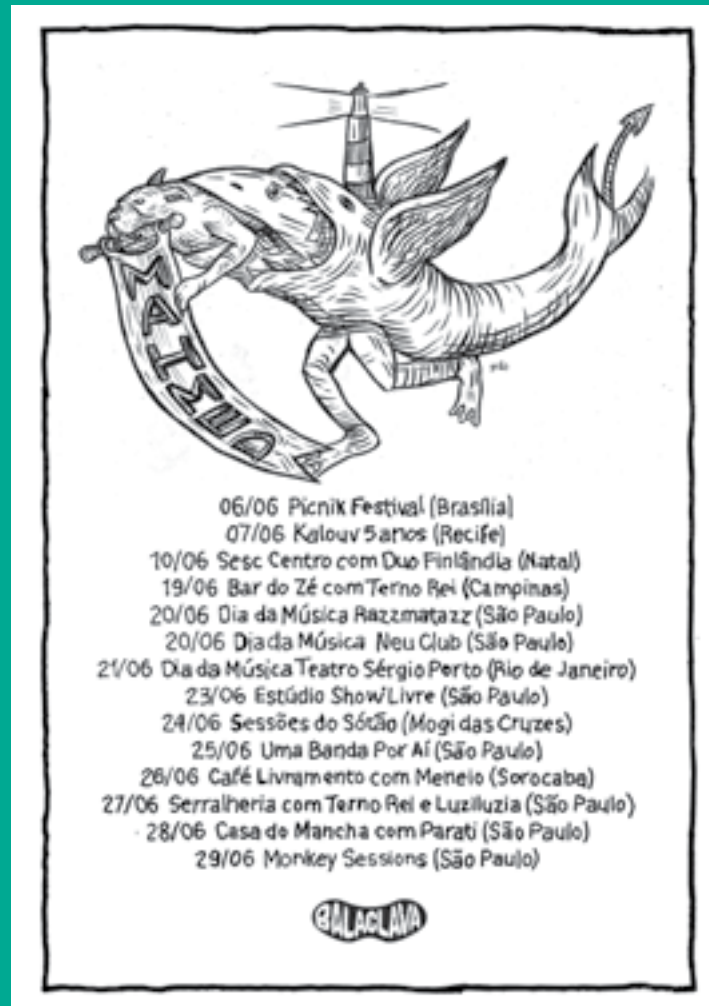 MAHMED
06/06 Picnik Festival (Brasília)
07/06 Kalouv 5 anos (Recife)
10/06 Sesc Centro com Duo Finlândia (Natal)
19/06 Bar do Zé com Terno Rei (Campinas)
20/06 Dia da Música Razzmatazz (São Paulo)
20/06 Dia da Música Neu Club (São Paulo)
21/06 Dia da Música Teatro Sérgio Porto (Rio de Janeiro)
23/06 Estúdio Show Livre (São Paulo)
24/06 Sessões do Sótão (Mogi das Cruzes)
25/06 Uma Banda Por Aí (São Paulo)
26/06 Café Livramento com Meneio (Sorocaba)
27/06 Serralheria com Terno Rei e Luziluzia (São Paulo)
28/06 Casa do Mancha com Parati (São Paulo)
29/06 Monkey Sessions (São Paulo)
BALACLAVA